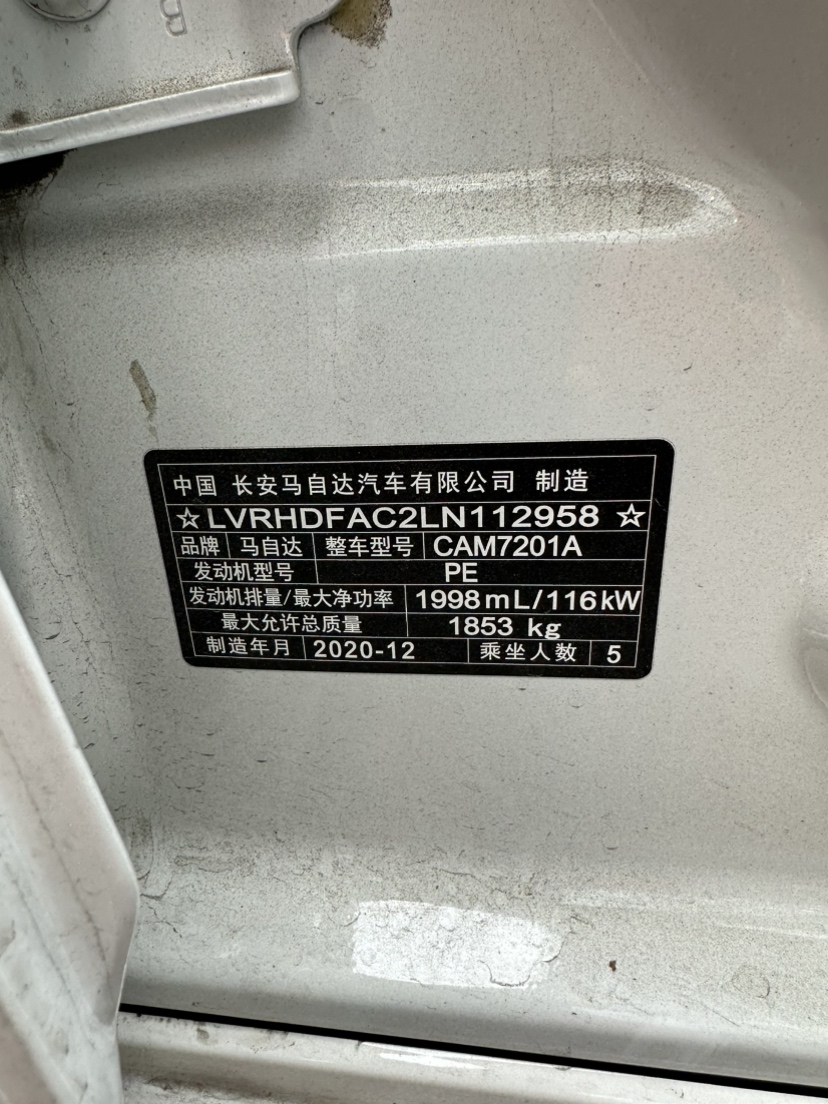 B
中国 长安马自达汽车有限公司 制造
☆LVRHDFAC2LN112958☆
品牌 马自达 整车型号 CAM7201A
发动机型号 PE
发动机排量/最大净功率 1998mL/116kW
最大允许总质量 1853 kg
制造年月 2020-12 乘坐人数 5